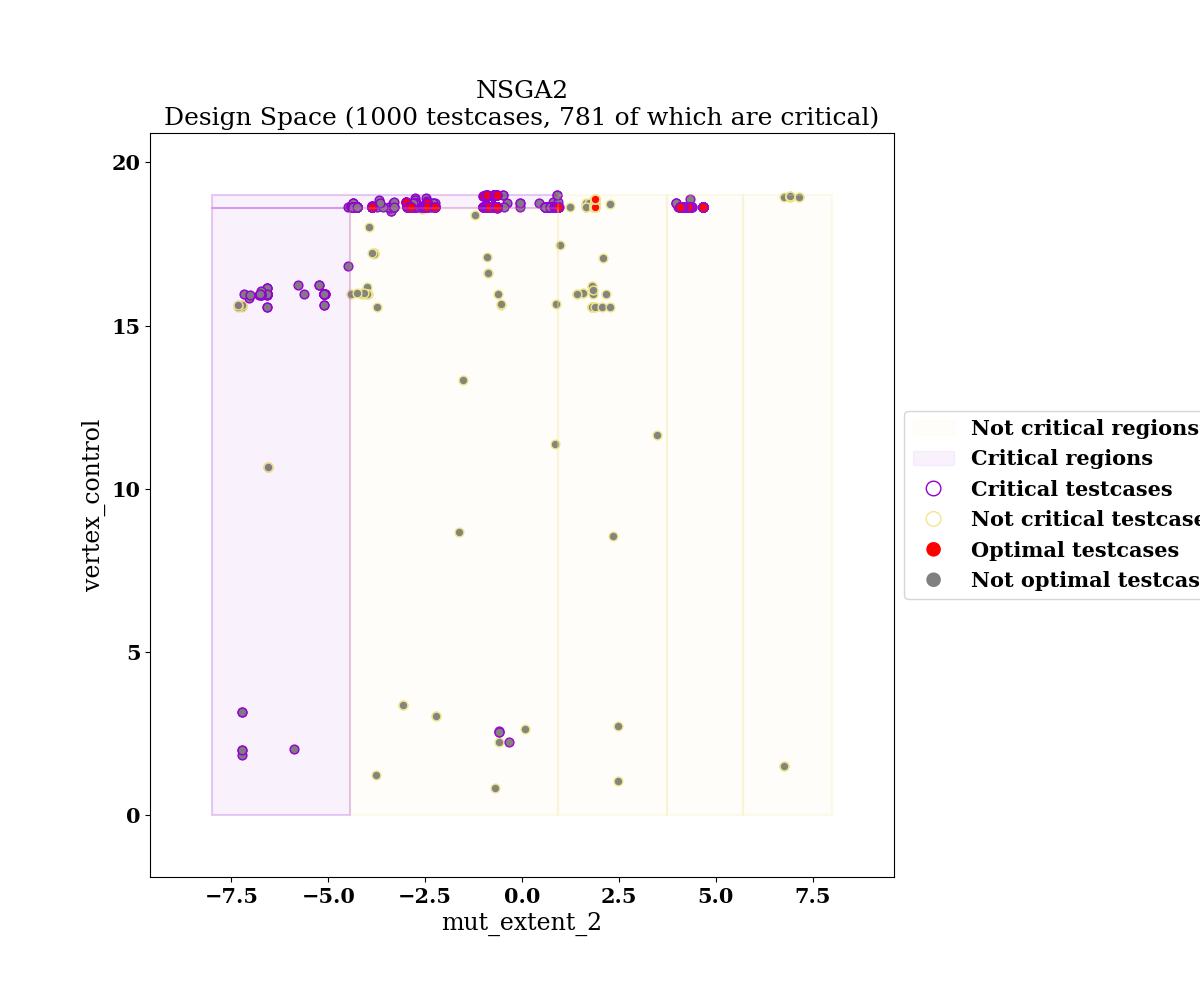 NSGA2
Design Space (1000 testcases, 781 of which are critical)
20
15
10
5
0
vertex_control
−7.5
−5.0
−2.5
0.0
2.5
5.0
7.5
mut_extent_2
Not critical regions
Critical regions
Critical testcases
Not critical testcase
Optimal testcases
Not optimal testcas